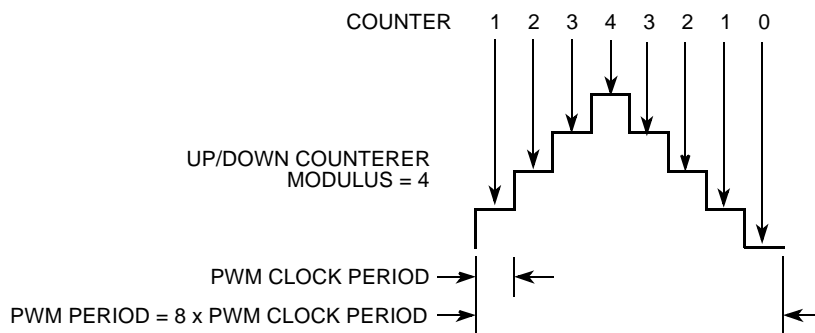 COUNTER 1 2 3 4 3 2 1 0
UP/DOWN COUNTERER
MODULUS = 4
PWM CLOCK PERIOD
PWM PERIOD = 8 x PWM CLOCK PERIOD